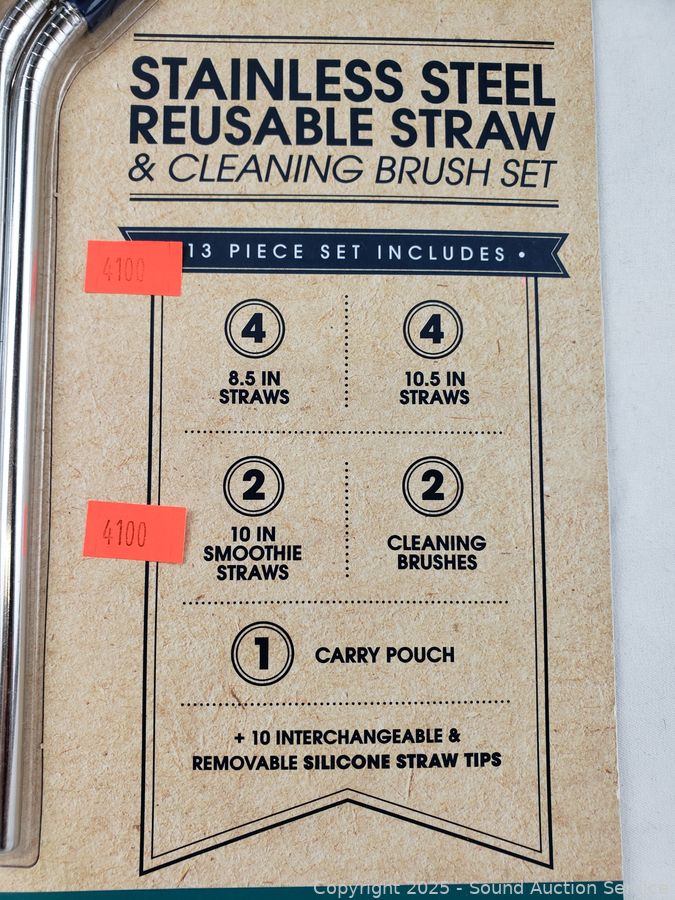 STAINLESS STEEL
REUSABLE STRAW
& CLEANING BRUSH SET
13 PIECE SET INCLUDES •
4100
4
8.5 IN
STRAWS
4
10.5 IN
STRAWS
2
10 IN
SMOOTHIE
STRAWS
2
CLEANING
BRUSHES
4100
1
CARRY POUCH
+ 10 INTERCHANGEABLE &
REMOVABLE SILICONE STRAW TIPS
Copyright 2025 - Sound Auction Service